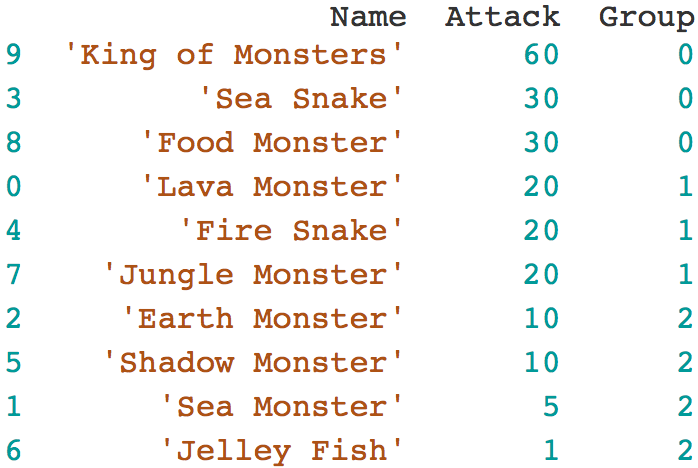 Name Attack Group
9 'King of Monsters' 60 0
3 'Sea Snake' 30 0
8 'Food Monster' 30 0
0 'Lava Monster' 20 1
4 'Fire Snake' 20 1
7 'Jungle Monster' 20 1
2 'Earth Monster' 10 2
5 'Shadow Monster' 10 2
1 'Sea Monster' 5 2
6 'Jelley Fish' 1 2